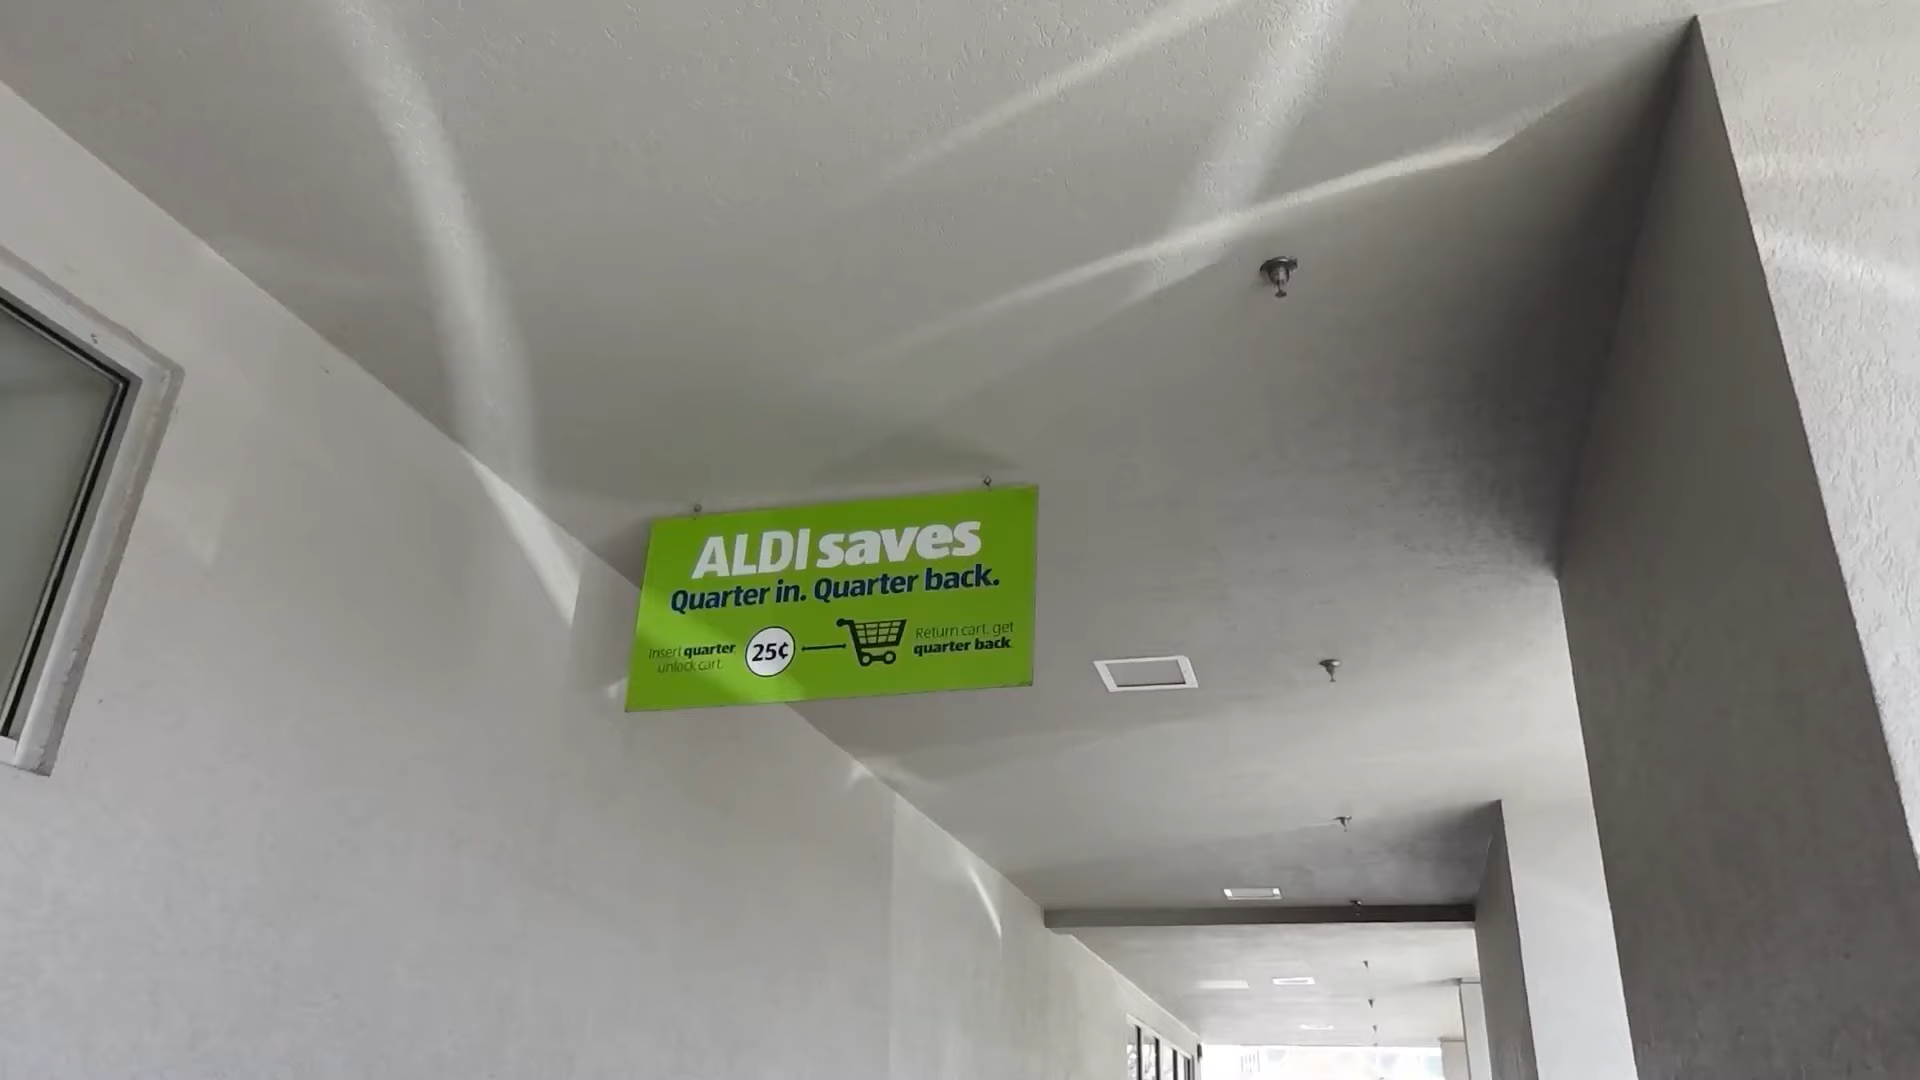 ALDI saves
Quarter in. Quarter back.
Insert quarter,
unlock cart.
25¢
Return cart, get
quarter back.